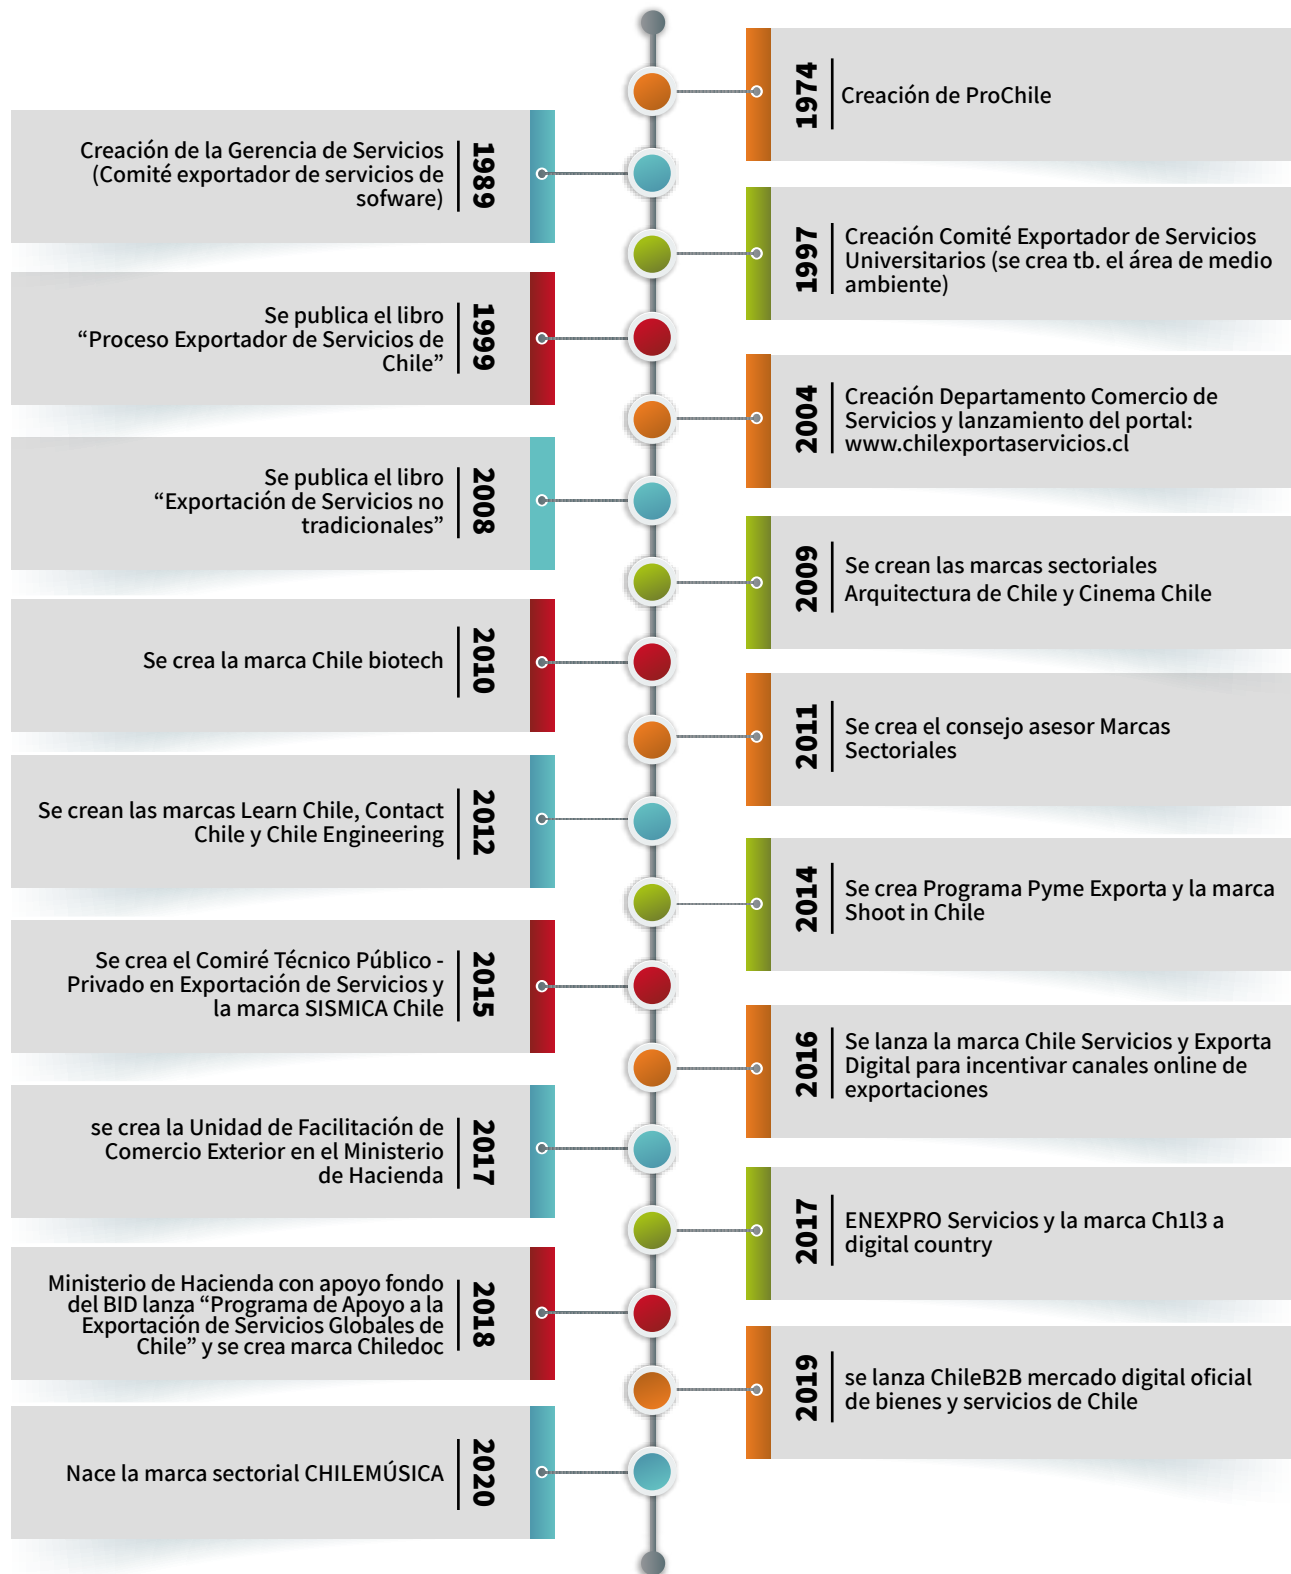 1974
Creación de ProChile
1989
Creación de la Gerencia de Servicios
(Comité exportador de servicios de
sofware)
1997
Creación Comité Exportador de Servicios
Universitarios (se crea tb. el área de medio
ambiente)
1999
Se publica el libro
“Proceso Exportador de Servicios de
Chile”
2004
Creación Departamento Comercio de
Servicios y lanzamiento del portal:
www.chilexportaservicios.cl
2008
Se publica el libro
“Exportación de Servicios no
tradicionales”
2009
Se crean las marcas sectoriales
Arquitectura de Chile y Cinema Chile
2010
Se crea la marca Chile biotech
2011
Se crea el consejo asesor Marcas
Sectoriales
2012
Se crean las marcas Learn Chile, Contact
Chile y Chile Engineering
2014
Se crea Programa Pyme Exporta y la marca
Shoot in Chile
2015
Se crea el Comiré Técnico Público -
Privado en Exportación de Servicios y
la marca SISMICA Chile
2016
Se lanza la marca Chile Servicios y Exporta
Digital para incentivar canales online de
exportaciones
2017
se crea la Unidad de Facilitación de
Comercio Exterior en el Ministerio
de Hacienda
2017
ENEXPRO Servicios y la marca Ch1l3 a
digital country
2018
Ministerio de Hacienda con apoyo fondo
del BID lanza “Programa de Apoyo a la
Exportación de Servicios Globales de
Chile” y se crea marca Chiledoc
2019
se lanza ChileB2B mercado digital oficial
de bienes y servicios de Chile
2020
Nace la marca sectorial CHILEMÚSICA